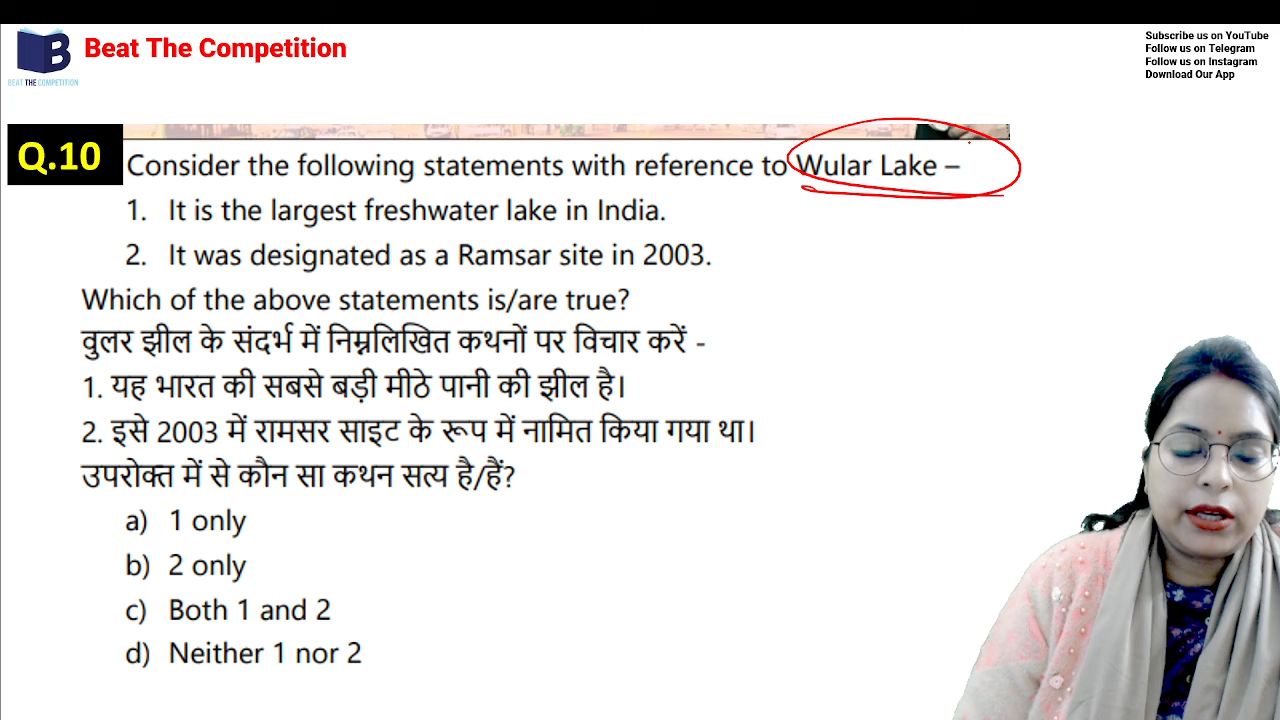 Beat The Competition
BEAT THE COMPETITION
Subscribe us on YouTube
Follow us on Telegram
Follow us on Instagram
Download Our App
Q.10
Consider the following statements with reference to Wular Lake –
1. It is the largest freshwater lake in India.
2. It was designated as a Ramsar site in 2003.
Which of the above statements is/are true?
वुलर झील के संदर्भ में निम्नलिखित कथनों पर विचार करें -
1. यह भारत की सबसे बड़ी मीठे पानी की झील है।
2. इसे 2003 में रामसर साइट के रूप में नामित किया गया था।
उपरोक्त में से कौन सा कथन सत्य है/हैं?
a) 1 only
b) 2 only
c) Both 1 and 2
d) Neither 1 nor 2